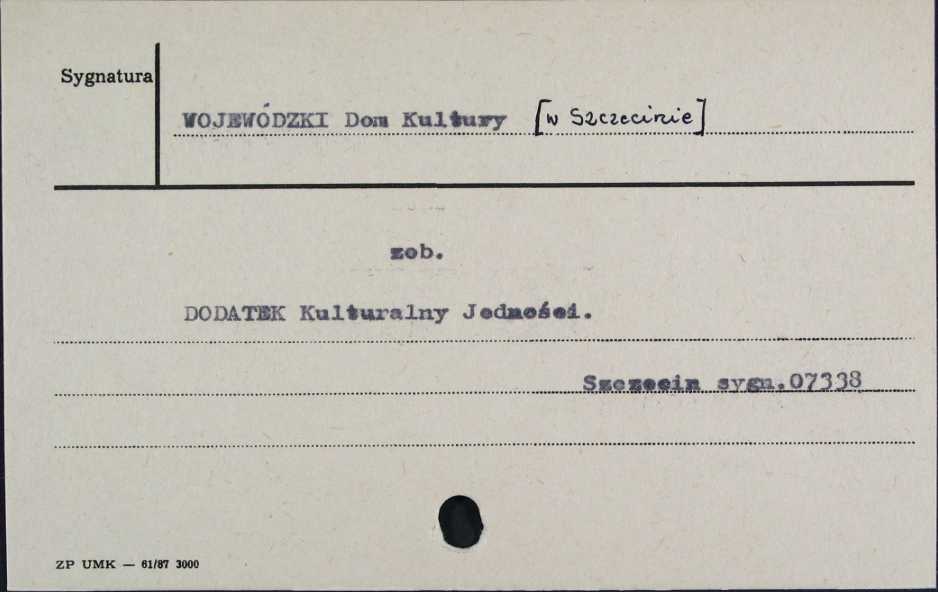 Sygnatura
WOJEWÓDZKI Dom Kultury [w Szczecinie]
zob.
DODATEK Kulturalny Jedności.
Szczecin sygn.07338
ZP UMK — 61/87 3000